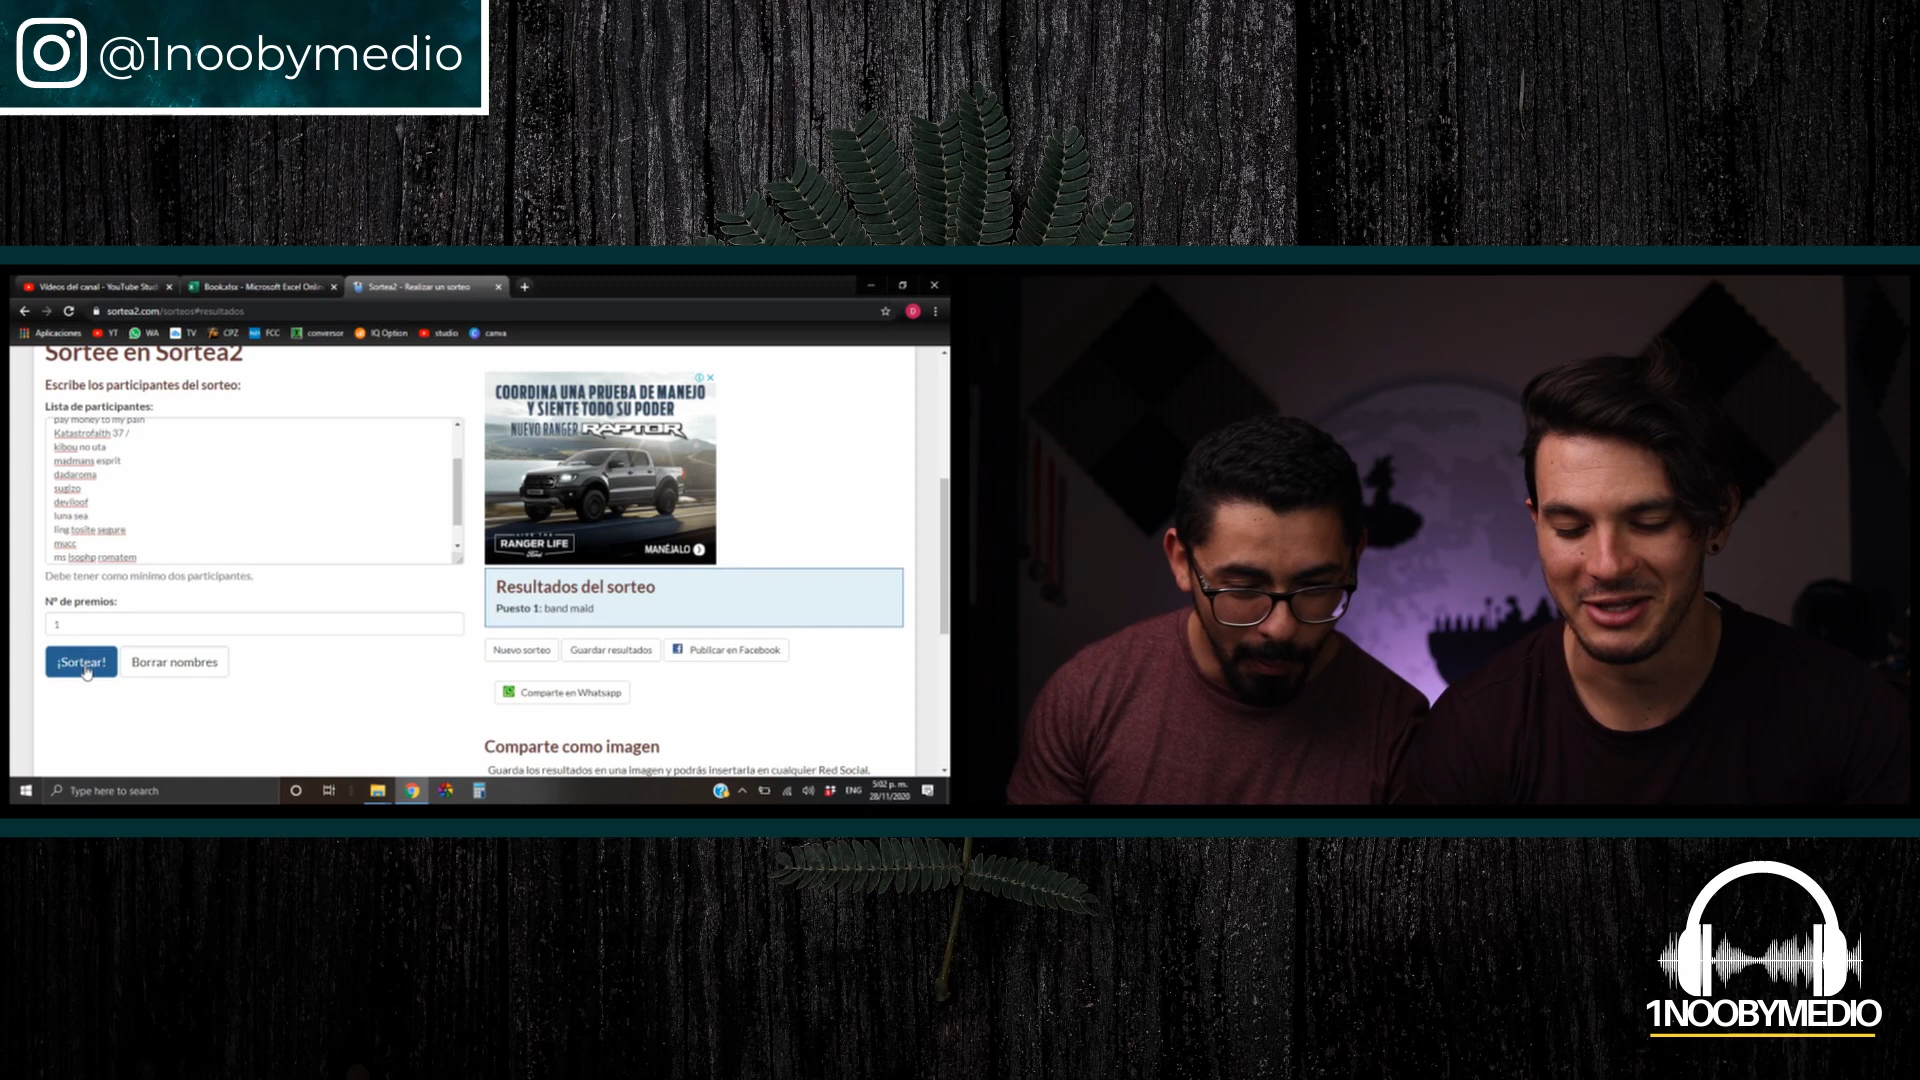 @1noobymedio
Vídeos del canal - YouTube Stud
Book.xlsx - Microsoft Excel Onlin
Sortea2 - Realizar un sorteo
sortea2.com/sorteos#resultados
Aplicaciones
YT
WA
TV
CPZ
FCC
conversor
IQ Option
studio
canva
Sortee en Sortea2
Escribe los participantes del sorteo:
Lista de participantes:
pay money to my pain
Katastrofaith 37 /
kibou no uta
madmans esprit
dadaroma
sugizo
deviloof
luna sea
ling tosite segure
mucc
ms isophp romatem
Debe tener como mínimo dos participantes.
Nº de premios:
1
¡Sortear!
Borrar nombres
COORDINA UNA PRUEBA DE MANEJO
Y SIENTE TODO SU PODER
NUEVO RANGER RAPTOR
LIVE THE
RANGER LIFE
Ford
MANÉJALO
Resultados del sorteo
Puesto 1: band maid
Nuevo sorteo
Guardar resultados
Publicar en Facebook
Comparte en Whatsapp
Comparte como imagen
Guarda los resultados en una imagen y podrás insertarla en cualquier Red Social.
Type here to search
ENG
5:02 p. m.
28/11/2020
1NOOBYMEDIO